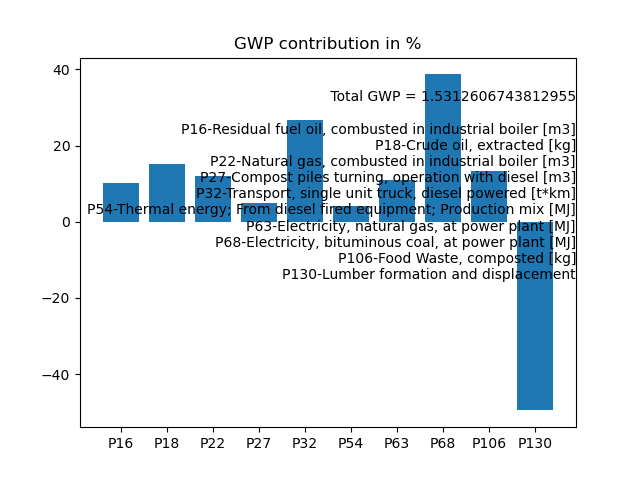 GWP contribution in %
40
Total GWP = 1.5312606743812955
P16-Residual fuel oil, combusted in industrial boiler [m3]
20
P18-Crude oil, extracted [kg]
P22-Natural gas, combusted in industrial boiler [m3]
P27-Compost piles turning, operation with diesel [m3]
P32-Transport, single unit truck, diesel powered [t*km]
P54-Thermal energy; From diesel fired equipment; Production mix [MJ]
0
P63-Electricity, natural gas, at power plant [MJ]
P68-Electricity, bituminous coal, at power plant [MJ]
P106-Food Waste, composted [kg]
P130-Lumber formation and displacement
−20
−40
P16 P18 P22 P27 P32 P54 P63 P68 P106 P130